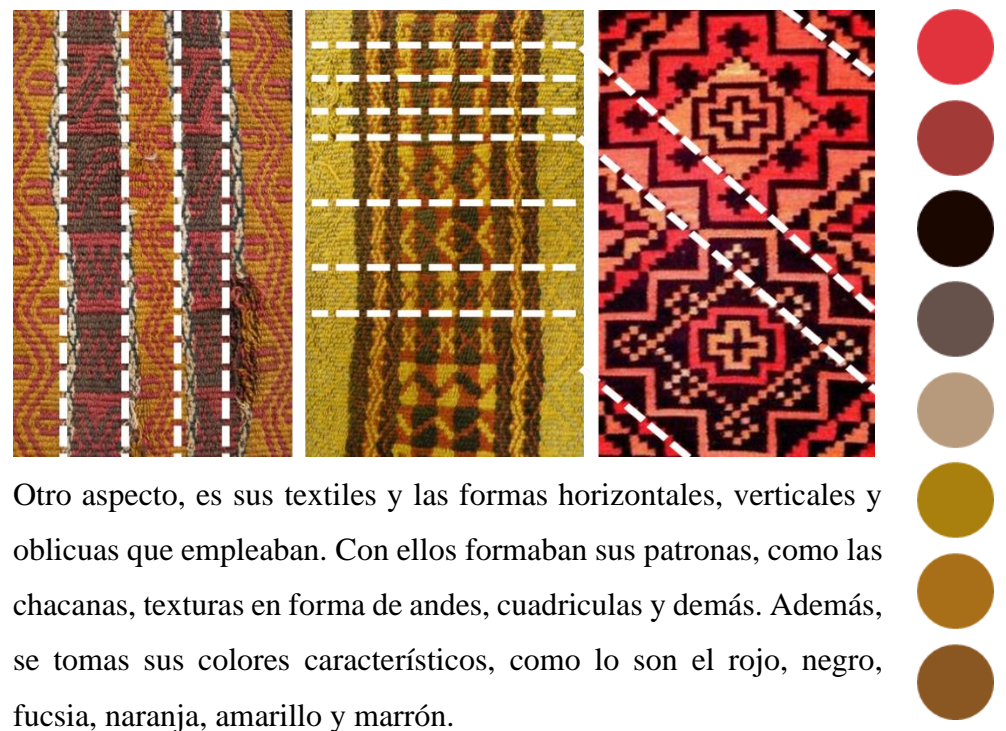 Otro aspecto, es sus textiles y las formas horizontales, verticales y
oblicuas que empleaban. Con ellos formaban sus patronas, como las
chacanas, texturas en forma de andes, cuadriculas y demás. Además,
se tomas sus colores característicos, como lo son el rojo, negro,
fucsia, naranja, amarillo y marrón.